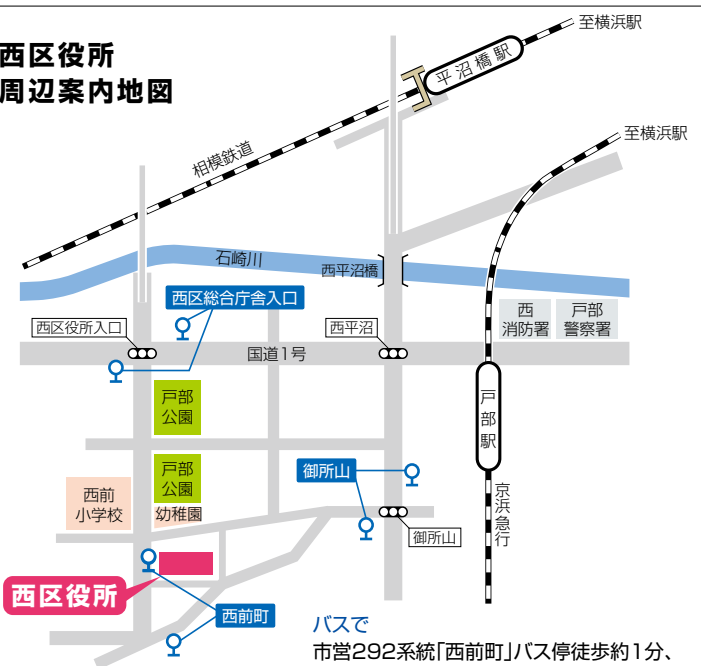 西区役所
周辺案内地図
至横浜駅
平沼橋駅
至横浜駅
相模鉄道
石崎川
西平沼橋
西区総合庁舎入口
西
消防署
戸部
警察署
西区役所入口
西平沼
国道1号
戸部
公園
戸部駅
戸部
公園
御所山
西前
小学校
幼稚園
京浜急行
御所山
西区役所
西前町
バスで
市営292系統「西前町」バス停徒歩約1分、